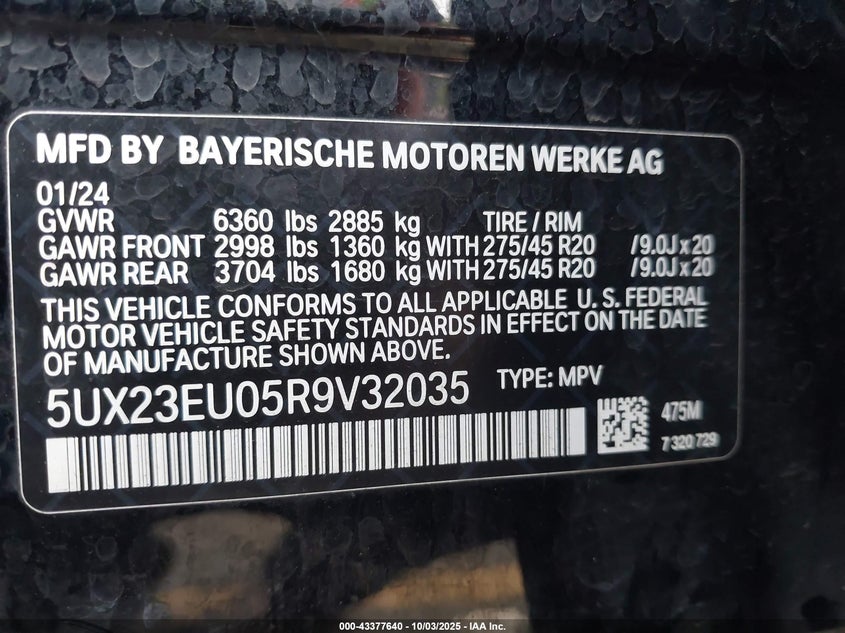 MFD BY BAYERISCHE MOTOREN WERKE AG
01/24
GVWR 6360 lbs 2885 kg TIRE / RIM
GAWR FRONT 2998 lbs 1360 kg WITH 275/45 R20 /9.0J x 20
GAWR REAR 3704 lbs 1680 kg WITH 275/45 R20 /9.0J x 20
THIS VEHICLE CONFORMS TO ALL APPLICABLE U. S. FEDERAL
MOTOR VEHICLE SAFETY STANDARDS IN EFFECT ON THE DATE
OF MANUFACTURE SHOWN ABOVE.
5UX23EU05R9V32035 TYPE: MPV
475M
7 320 729
000-43377640 - 10/03/2025 - IAA Inc.